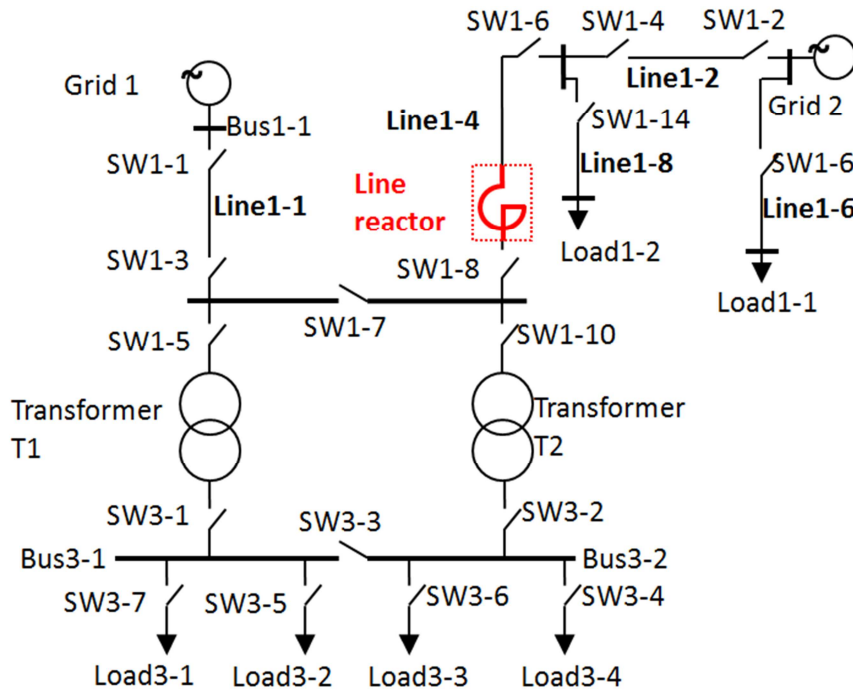 SW1-6
SW1-4
SW1-2
Grid 1
Line1-2
Grid 2
Bus1-1
Line1-4
SW1-14
SW1-1
Line1-8
SW1-6
Line1-1
Line
reactor
Line1-6
SW1-3
SW1-8
Load1-2
Load1-1
SW1-7
SW1-5
SW1-10
Transformer
T1
Transformer
T2
SW3-1
SW3-3
SW3-2
Bus3-1
Bus3-2
SW3-7
SW3-5
SW3-6
SW3-4
Load3-1
Load3-2
Load3-3
Load3-4